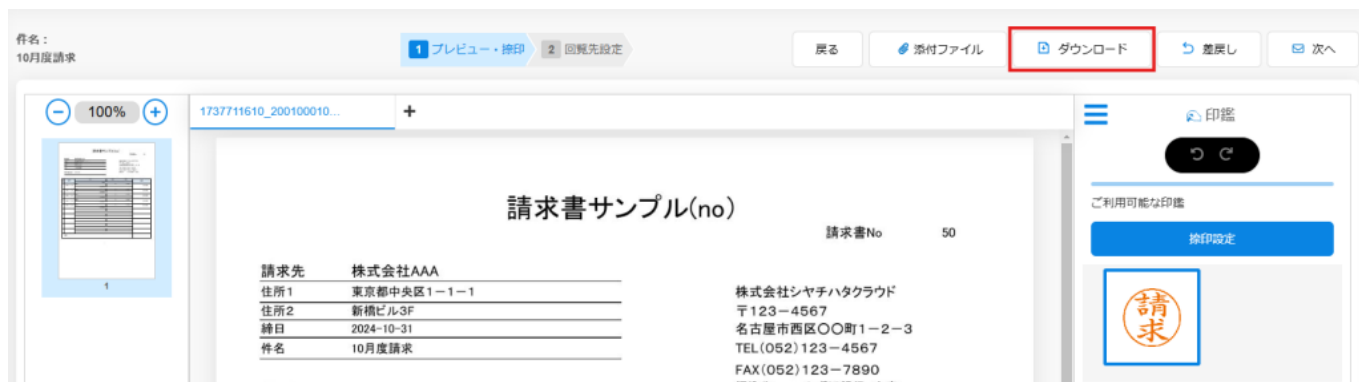 件名：
10月度請求
1 プレビュー・捺印 2 回覧先設定
戻る 添付ファイル ダウンロード 差戻し 次へ
100%
1
1737711610_200100010...
+
請求書サンプル(no)
請求書No 50
請求先 株式会社AAA
住所1 東京都中央区1－1－1
住所2 新橋ビル3F
締日 2024-10-31
件名 10月度請求
株式会社シヤチハタクラウド
〒123－4567
名古屋市西区〇〇町1－2－3
TEL(052)123－4567
FAX(052)123－7890
印鑑
ご利用可能な印鑑
捺印設定
請求